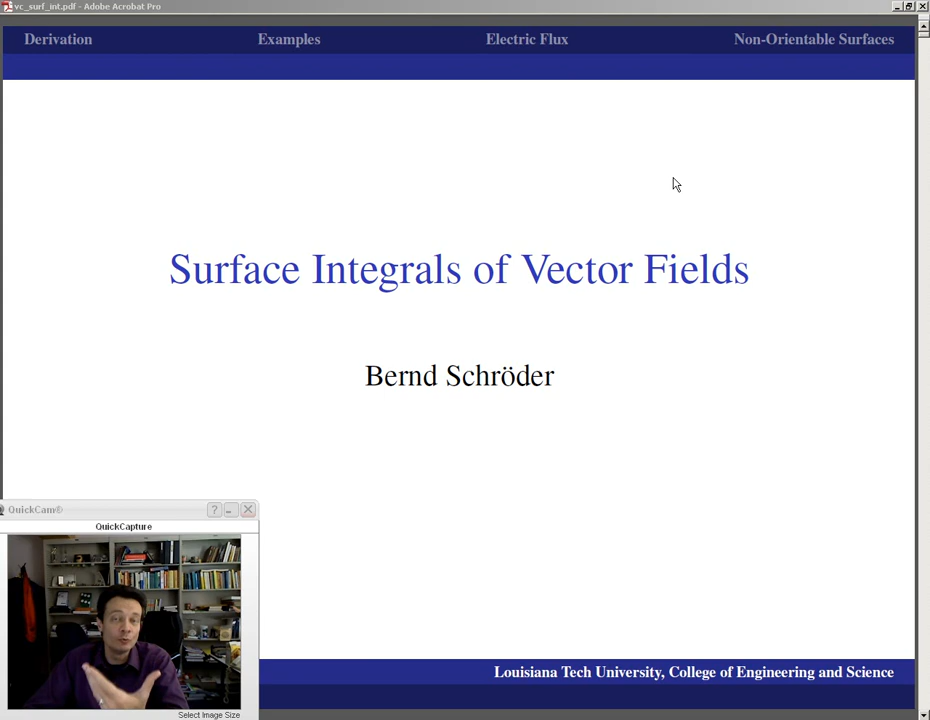 vc_surf_int.pdf - Adobe Acrobat Pro
Derivation Examples Electric Flux Non-Orientable Surfaces
Surface Integrals of Vector Fields
Bernd Schröder
QuickCam®
QuickCapture
Louisiana Tech University, College of Engineering and Science
Select Image Size